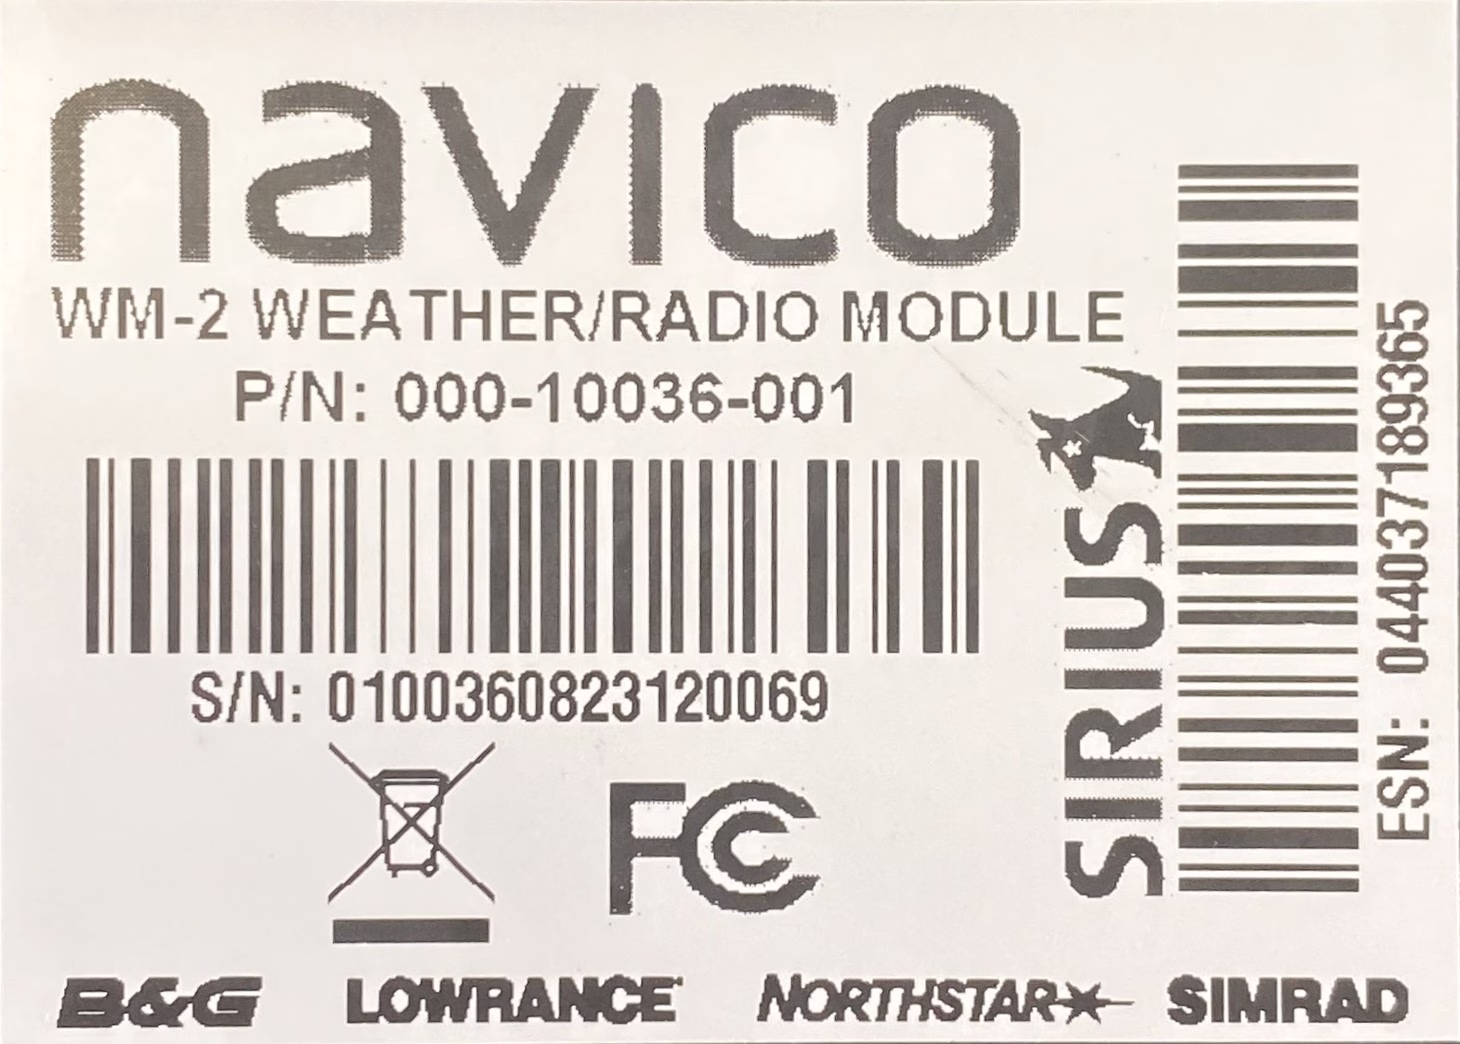 navico
WM-2 WEATHER/RADIO MODULE
P/N: 000-10036-001
S/N: 0100360823120069
FC
SIRIUS
ESN: 044037189365
B&G LOWRANCE NORTHSTAR SIMRAD